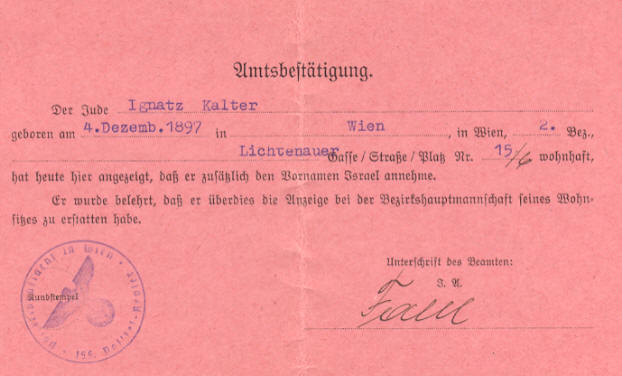 Amtsbestätigung.
Der Jude Ignatz Kalter
geboren am 4.Dezemb.1897 in Wien, in Wien, 2. Bez.,
Lichtenauer Gasse/Straße/Platz Nr. 15/6 wohnhaft,
hat heute hier angezeigt, daß er zusätzlich den Vornamen Israel annehme.
Er wurde belehrt, daß er überdies die Anzeige bei der Bezirkshauptmannschaft seines Wohn-
sitzes zu erstatten habe.
Unterschrift des Beamten:
J. A.
Rundstempel
in Wien